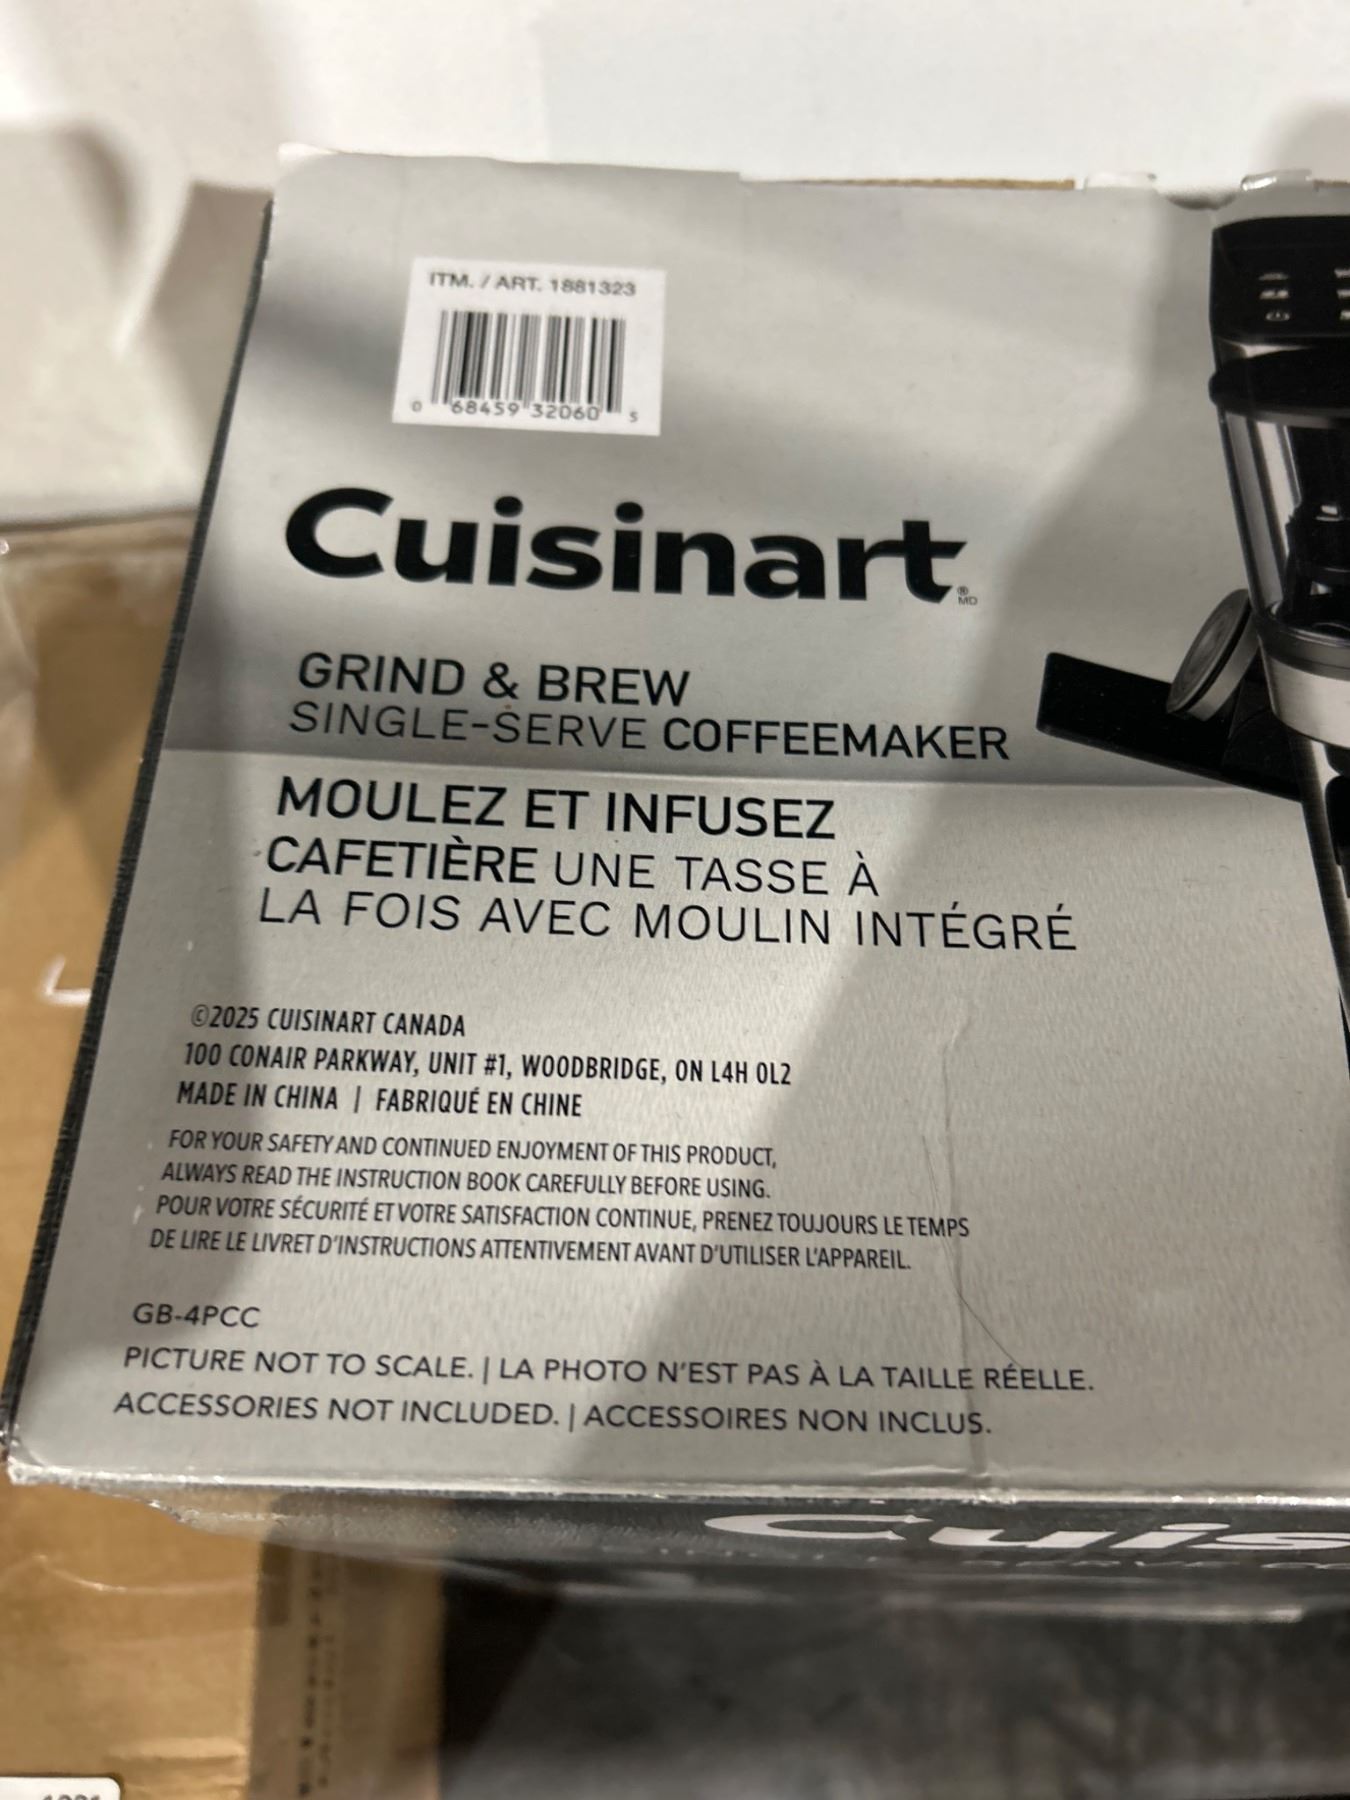 ITM. / ART. 1881323
0 68459 32060 5
Cuisinart
® MD
GRIND & BREW
SINGLE-SERVE COFFEEMAKER
MOULEZ ET INFUSEZ
CAFETIÈRE UNE TASSE À
LA FOIS AVEC MOULIN INTÉGRÉ
©2025 CUISINART CANADA
100 CONAIR PARKWAY, UNIT #1, WOODBRIDGE, ON L4H 0L2
MADE IN CHINA | FABRIQUÉ EN CHINE
FOR YOUR SAFETY AND CONTINUED ENJOYMENT OF THIS PRODUCT,
ALWAYS READ THE INSTRUCTION BOOK CAREFULLY BEFORE USING.
POUR VOTRE SÉCURITÉ ET VOTRE SATISFACTION CONTINUE, PRENEZ TOUJOURS LE TEMPS
DE LIRE LE LIVRET D'INSTRUCTIONS ATTENTIVEMENT AVANT D'UTILISER L'APPAREIL.
GB-4PCC
PICTURE NOT TO SCALE. | LA PHOTO N'EST PAS À LA TAILLE RÉELLE.
ACCESSORIES NOT INCLUDED. | ACCESSOIRES NON INCLUS.
Cuis